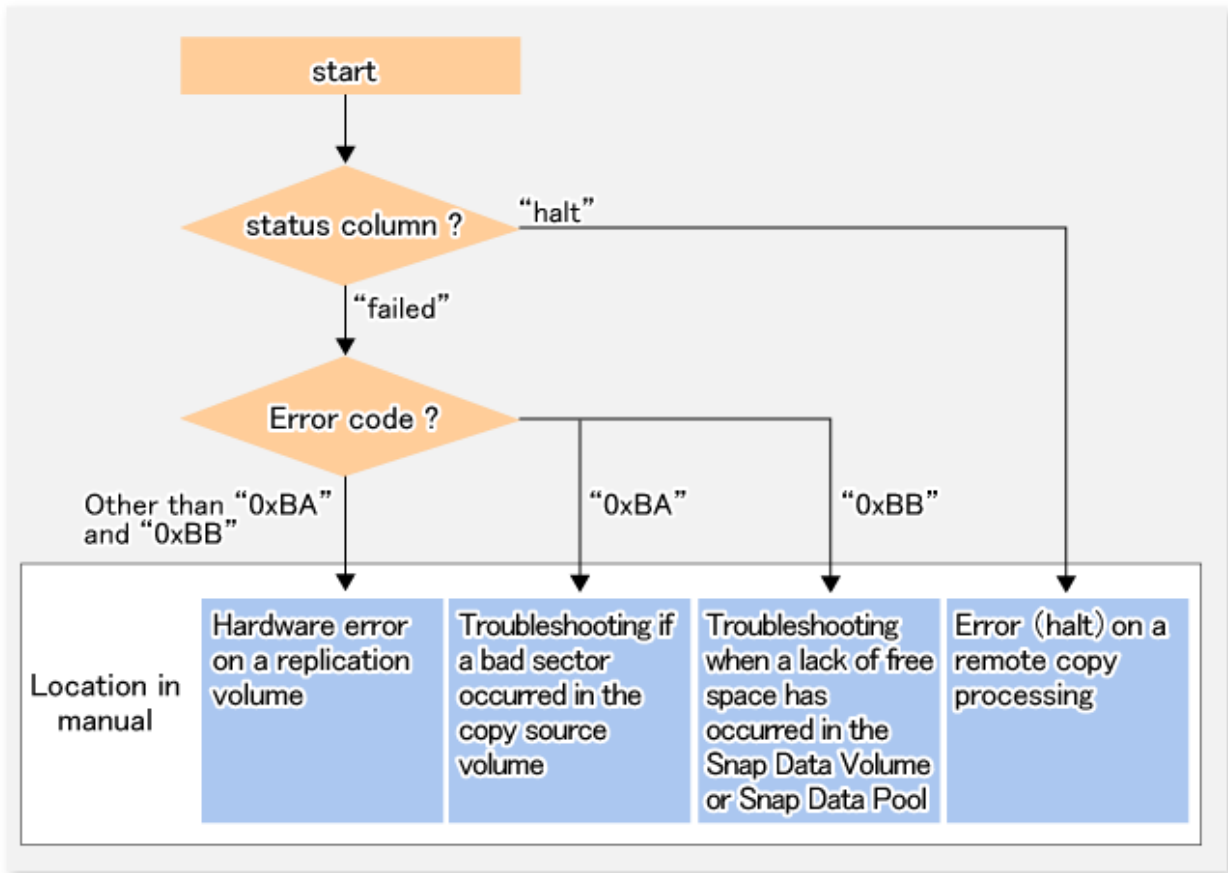 start
status column ?
“halt”
“failed”
Error code ?
Other than “0xBA”
and “0xBB”
“0xBA”
“0xBB”
Location in
manual
Hardware error
on a replication
volume
Troubleshooting if
a bad sector
occurred in the
copy source
volume
Troubleshooting
when a lack of free
space has
occurred in the
Snap Data Volume
or Snap Data Pool
Error (halt) on a
remote copy
processing